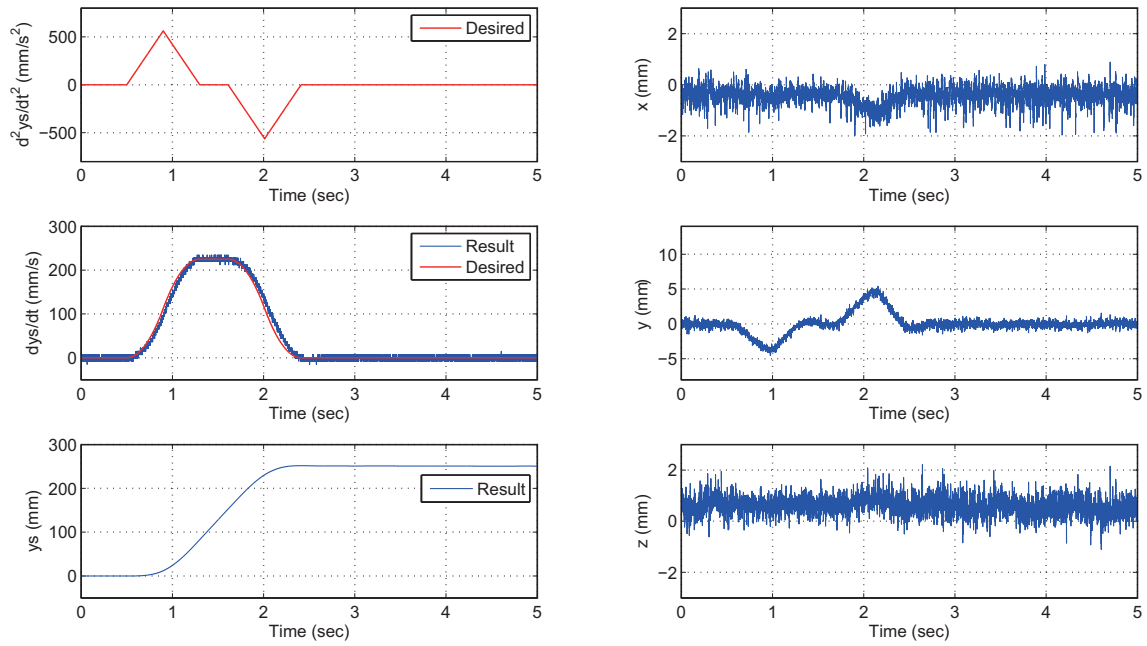 d²ys/dt² (mm/s²)
500
0
−500
Desired
0 1 2 3 4 5
Time (sec)
x (mm)
2
0
−2
0 1 2 3 4 5
Time (sec)
dys/dt (mm/s)
300
200
100
0
Result
Desired
0 1 2 3 4 5
Time (sec)
y (mm)
10
5
0
−5
0 1 2 3 4 5
Time (sec)
ys (mm)
300
200
100
0
Result
0 1 2 3 4 5
Time (sec)
z (mm)
2
0
−2
0 1 2 3 4 5
Time (sec)